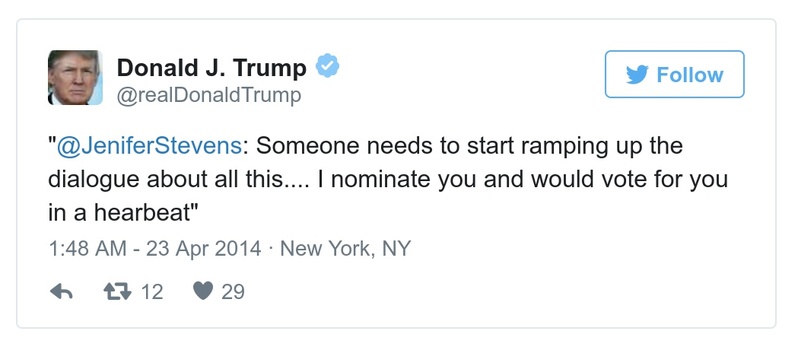 Donald J. Trump
@realDonaldTrump
Follow
"@JeniferStevens: Someone needs to start ramping up the
dialogue about all this.... I nominate you and would vote for you
in a hearbeat"
1:48 AM - 23 Apr 2014 · New York, NY
12 29